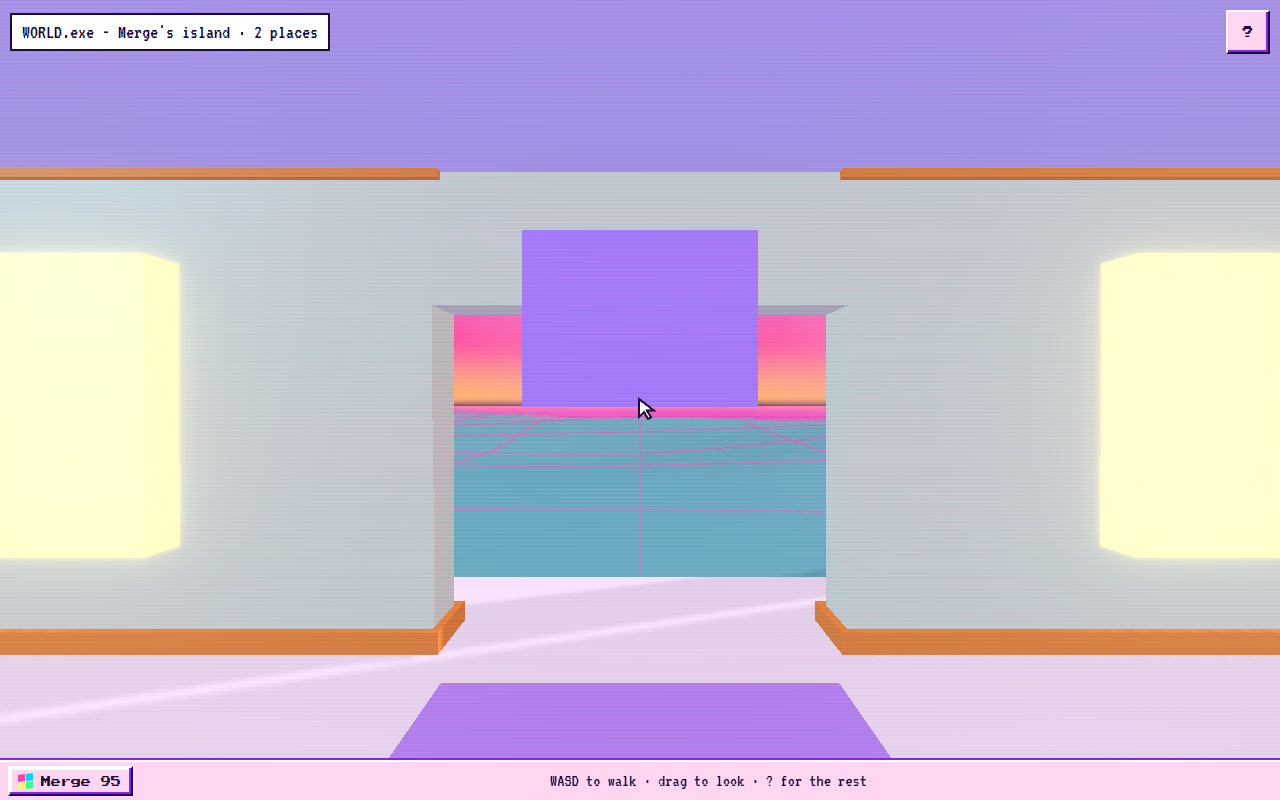 WORLD.exe - Merge's island · 2 places
?
Merge 95
WASD to walk · drag to look · ? for the rest